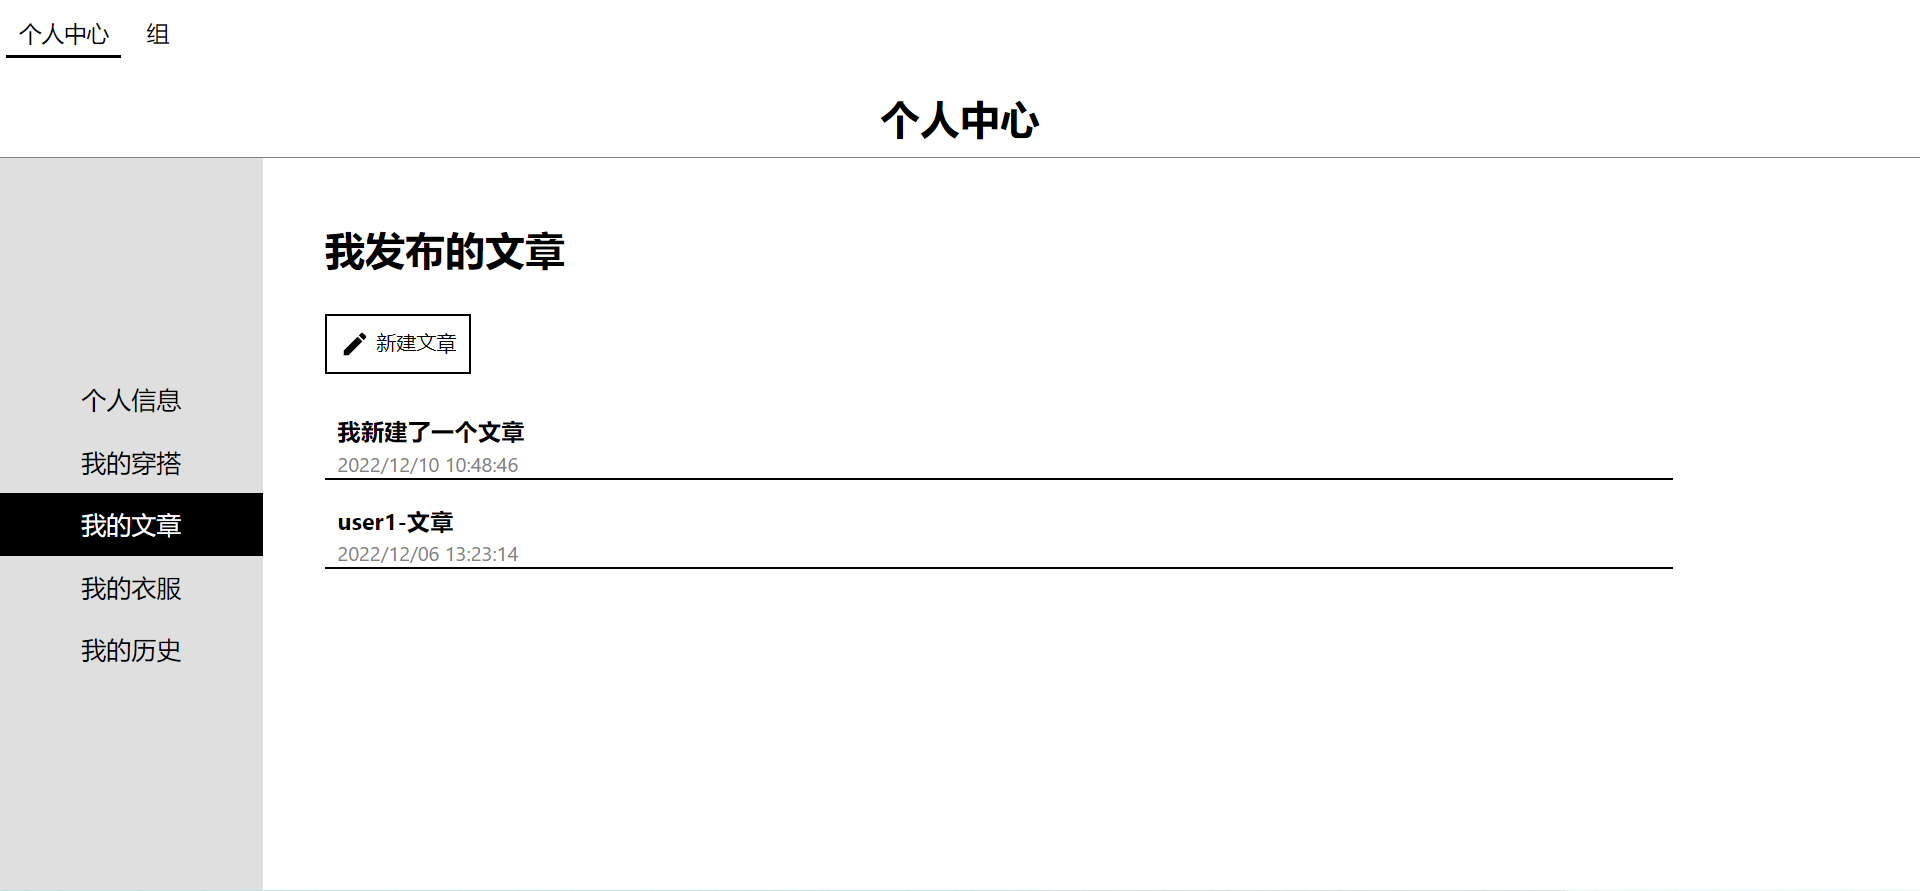 个人中心 组
个人中心
个人信息
我的穿搭
我的文章
我的衣服
我的历史
我发布的文章
新建文章
我新建了一个文章
2022/12/10 10:48:46
user1-文章
2022/12/06 13:23:14